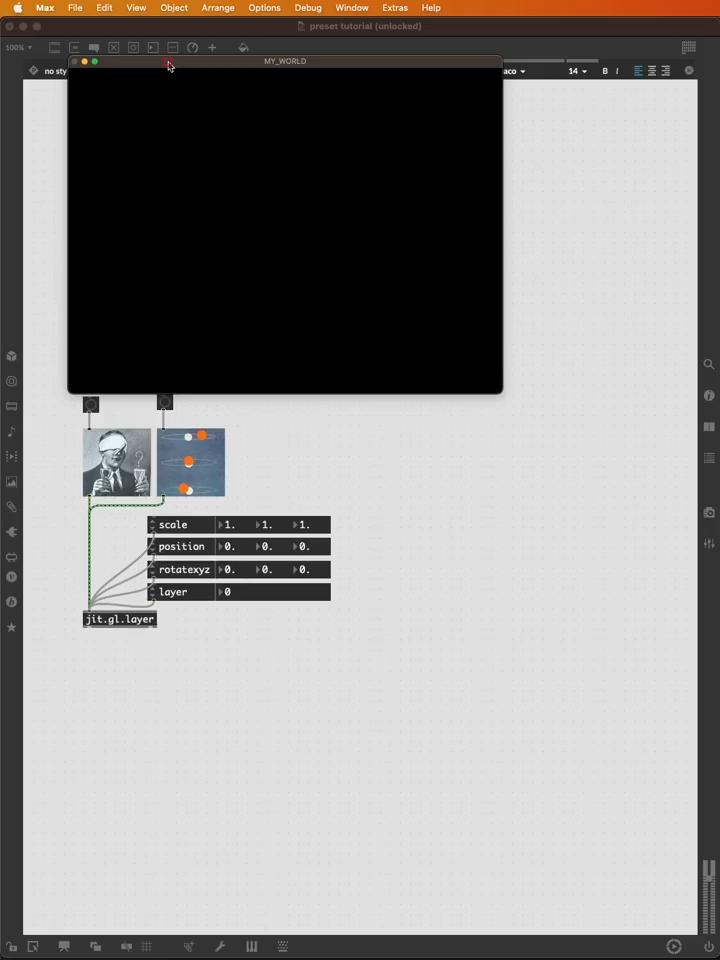 Max File Edit View Object Arrange Options Debug Window Extras Help
preset tutorial (unlocked)
100%
MY_WORLD
no sty
aco 14 B I
scale 1. 1. 1.
position 0. 0. 0.
rotatexyz 0. 0. 0.
layer 0
jit.gl.layer